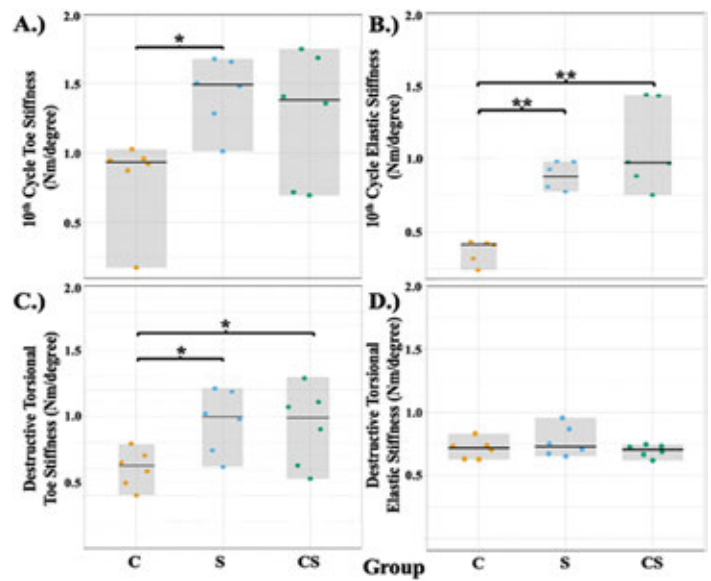 A.)
10th Cycle Toe Stiffness
(Nm/degree)
2.0
1.5
1.0
0.5
*
B.)
10th Cycle Elastic Stiffness
(Nm/degree)
2.0
1.5
1.0
0.5
**
**
C.)
Destructive Torsional
Toe Stiffness (Nm/degree)
2.0
1.5
1.0
0.5
*
*
C
S
CS
D.)
Destructive Torsional
Elastic Stiffness (Nm/degree)
2.0
1.5
1.0
0.5
C
S
CS
Group